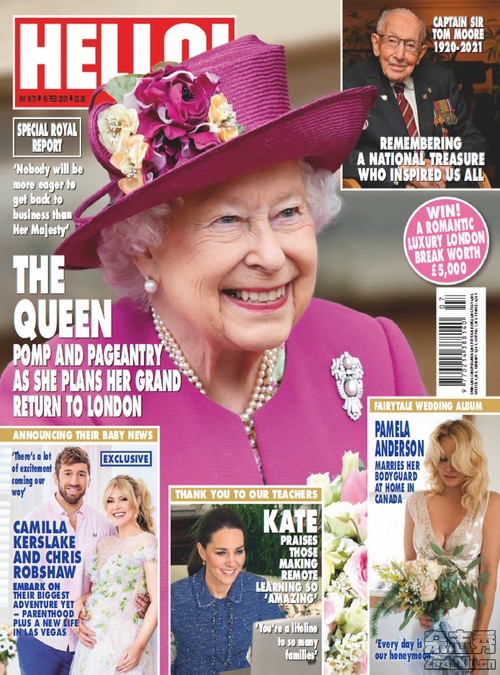 HELLO!
CAPTAIN SIR
TOM MOORE
1920-2021
SPECIAL ROYAL
REPORT
REMEMBERING
A NATIONAL TREASURE
WHO INSPIRED US ALL
'Nobody will be
more eager to
get back to
business than
Her Majesty'
WIN!
A ROMANTIC
LUXURY LONDON
BREAK WORTH
£5,000
THE
QUEEN
POMP AND PAGEANTRY
AS SHE PLANS HER GRAND
RETURN TO LONDON
07
FAIRYTALE WEDDING ALBUM
PAMELA
ANDERSON
MARRIES HER
BODYGUARD
AT HOME IN
CANADA
ANNOUNCING THEIR BABY NEWS
'There's a lot
of excitement
coming our
way'
EXCLUSIVE
CAMILLA
KERSLAKE
AND CHRIS
ROBSHAW
EMBARK ON
THEIR BIGGEST
ADVENTURE YET
– PARENTHOOD
PLUS A NEW LIFE
IN LAS VEGAS
THANK YOU TO OUR TEACHERS
KATE
PRAISES
THOSE
MAKING
REMOTE
LEARNING SO
'AMAZING'
'You're a lifeline
to so many
families'
'Every day is
our honeymoon'